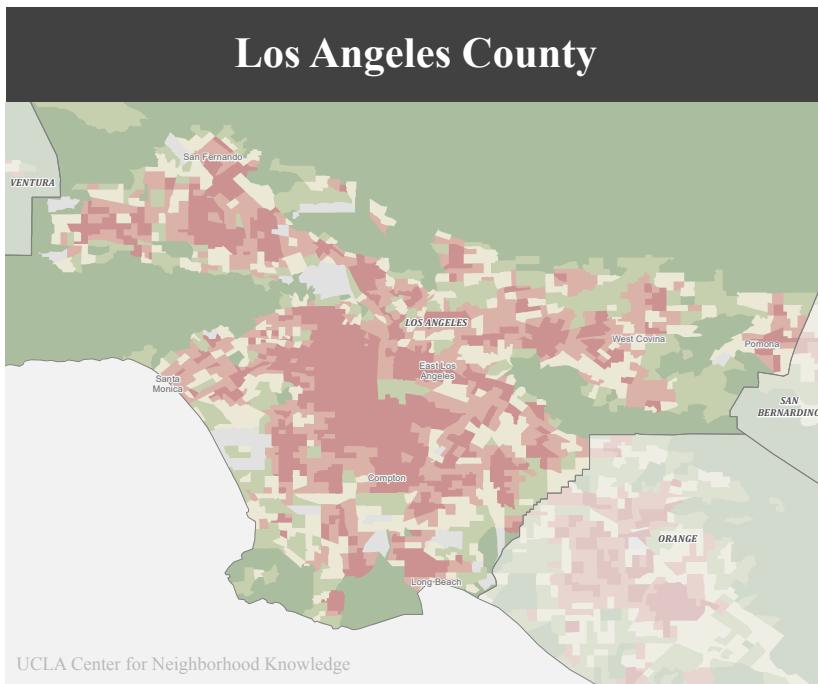 Los Angeles County
San Fernando
VENTURA
LOS ANGELES
West Covina
Pomona
East Los
Angeles
Santa
Monica
SAN
BERNARDINO
Compton
ORANGE
Long Beach
UCLA Center for Neighborhood Knowledge